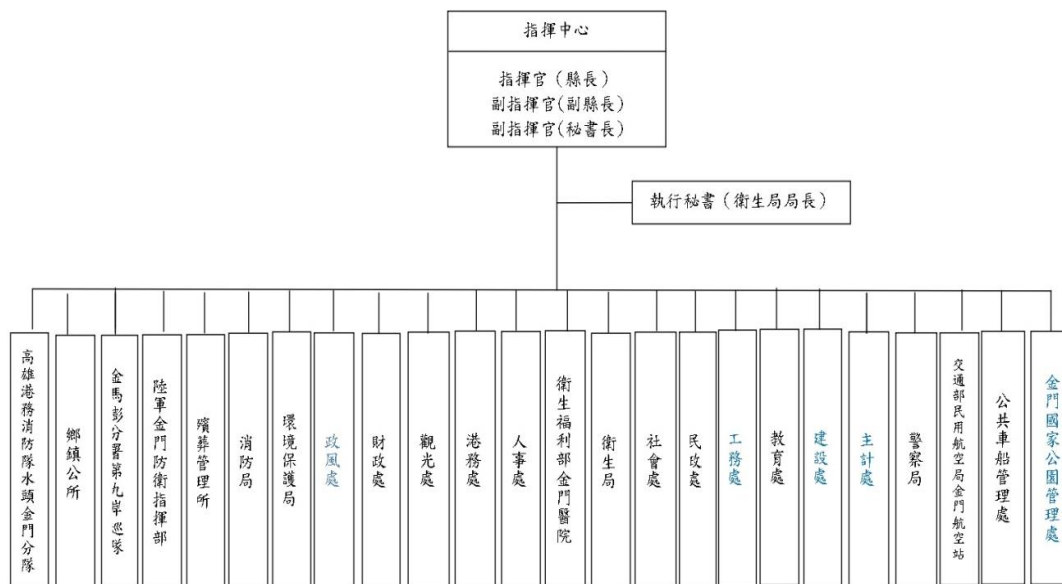 指揮中心
指揮官（縣長）
副指揮官(副縣長)
副指揮官(秘書長)
執行秘書（衛生局局長）
高雄港務消防隊水頭金門分隊
鄉鎮公所
金馬澎分署第九岸巡隊
陸軍金門防衛指揮部
殯葬管理所
消防局
環境保護局
政風處
財政處
觀光處
港務處
人事處
衛生福利部金門醫院
衛生局
社會處
民政處
工務處
教育處
建設處
主計處
警察局
交通部民用航空局金門航空站
公共車船管理處
金門國家公園管理處